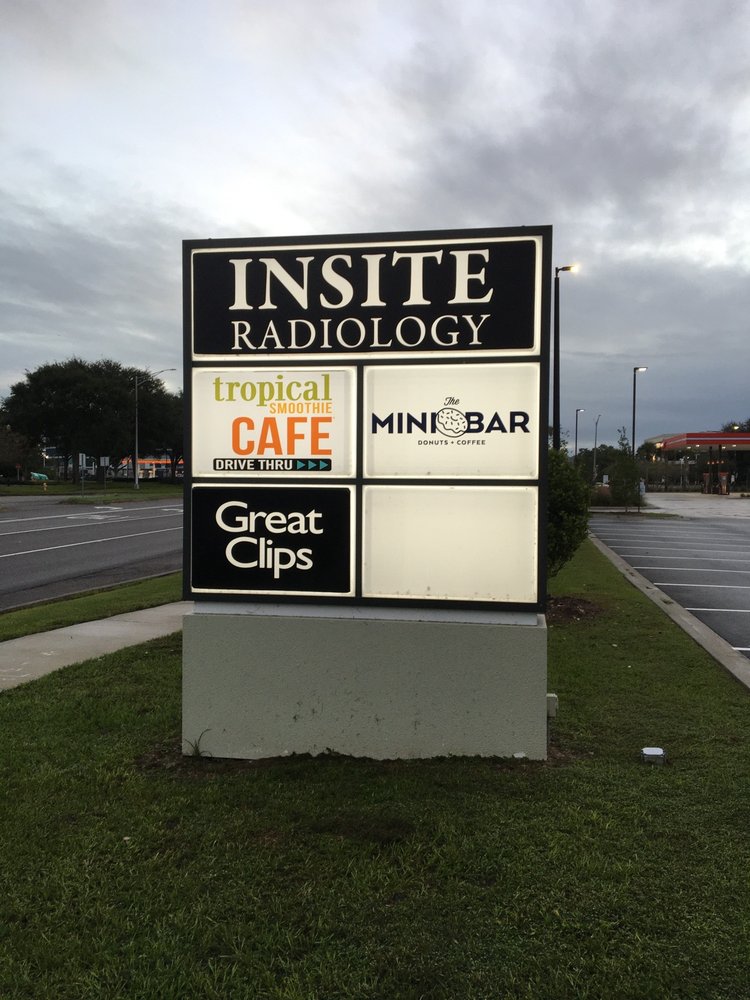 INSITE
RADIOLOGY
tropical
SMOOTHIE
CAFE
DRIVE THRU
The
MINI BAR
DONUTS + COFFEE
Great
Clips